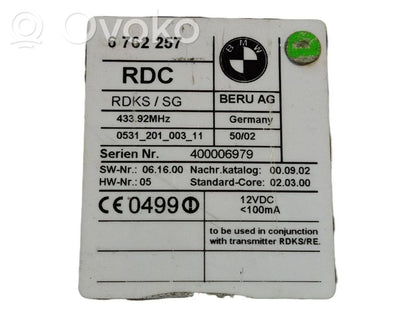 Ovoko
6 762 257
BMW
RDC
RDKS / SG BERU AG
433.92MHz Germany
0531_201_003_11 50/02
Serien Nr. 400006979
SW-Nr.: 06.16.00 Nachr.katalog: 00.09.02
HW-Nr.: 05 Standard-Core: 02.03.00
CE 0499 12VDC
<100mA
to be used in conjunction
with transmitter RDKS/RE.